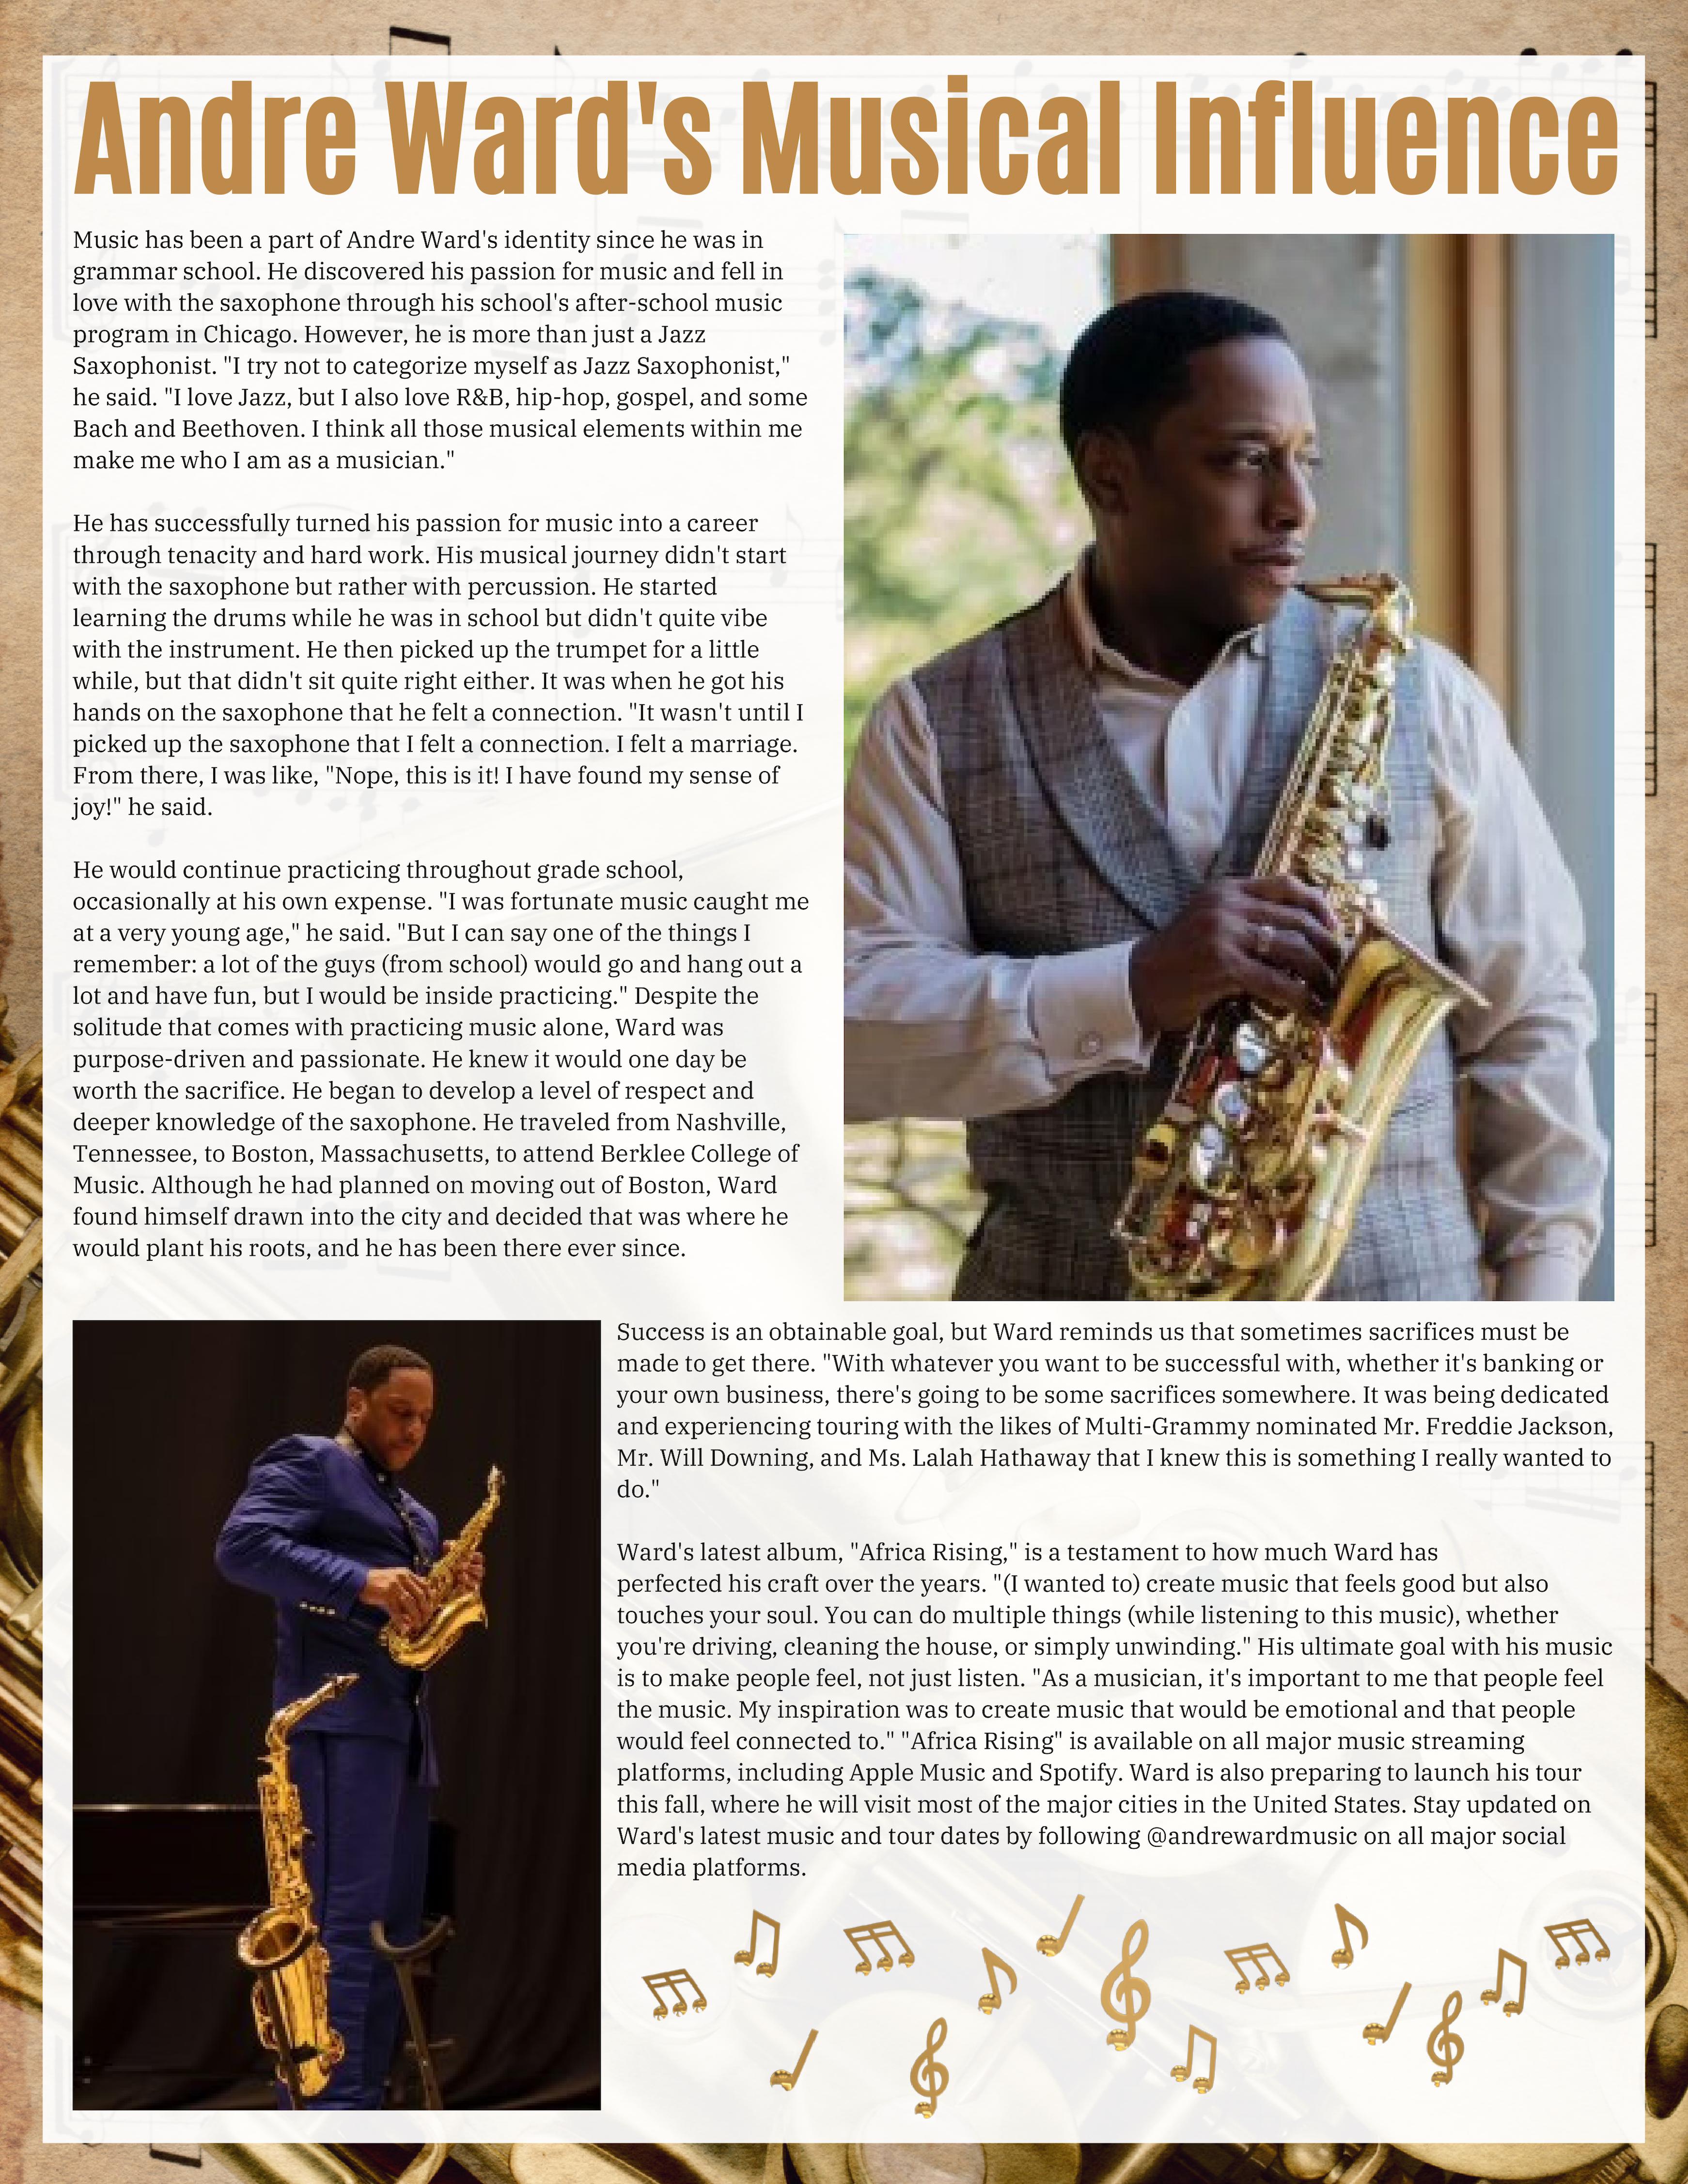 Andre Ward's Musical Influence
Music has been a part of Andre Ward's identity since he was in
grammar school. He discovered his passion for music and fell in
love with the saxophone through his school's after-school music
program in Chicago. However, he is more than just a Jazz
Saxophonist. "I try not to categorize myself as Jazz Saxophonist,"
he said. "I love Jazz, but I also love R&B, hip-hop, gospel, and some
Bach and Beethoven. I think all those musical elements within me
make me who I am as a musician."
He has successfully turned his passion for music into a career
through tenacity and hard work. His musical journey didn't start
with the saxophone but rather with percussion. He started
learning the drums while he was in school but didn't quite vibe
with the instrument. He then picked up the trumpet for a little
while, but that didn't sit quite right either. It was when he got his
hands on the saxophone that he felt a connection. "It wasn't until I
picked up the saxophone that I felt a connection. I felt a marriage.
From there, I was like, "Nope, this is it! I have found my sense of
joy!" he said.
He would continue practicing throughout grade school,
occasionally at his own expense. "I was fortunate music caught me
at a very young age," he said. "But I can say one of the things I
remember: a lot of the guys (from school) would go and hang out a
lot and have fun, but I would be inside practicing." Despite the
solitude that comes with practicing music alone, Ward was
purpose-driven and passionate. He knew it would one day be
worth the sacrifice. He began to develop a level of respect and
deeper knowledge of the saxophone. He traveled from Nashville,
Tennessee, to Boston, Massachusetts, to attend Berklee College of
Music. Although he had planned on moving out of Boston, Ward
found himself drawn into the city and decided that was where he
would plant his roots, and he has been there ever since.
Success is an obtainable goal, but Ward reminds us that sometimes sacrifices must be
made to get there. "With whatever you want to be successful with, whether it's banking or
your own business, there's going to be some sacrifices somewhere. It was being dedicated
and experiencing touring with the likes of Multi-Grammy nominated Mr. Freddie Jackson,
Mr. Will Downing, and Ms. Lalah Hathaway that I knew this is something I really wanted to
do."
Ward's latest album, "Africa Rising," is a testament to how much Ward has
perfected his craft over the years. "(I wanted to) create music that feels good but also
touches your soul. You can do multiple things (while listening to this music), whether
you're driving, cleaning the house, or simply unwinding." His ultimate goal with his music
is to make people feel, not just listen. "As a musician, it's important to me that people feel
the music. My inspiration was to create music that would be emotional and that people
would feel connected to." "Africa Rising" is available on all major music streaming
platforms, including Apple Music and Spotify. Ward is also preparing to launch his tour
this fall, where he will visit most of the major cities in the United States. Stay updated on
Ward's latest music and tour dates by following @andrewardmusic on all major social
media platforms.